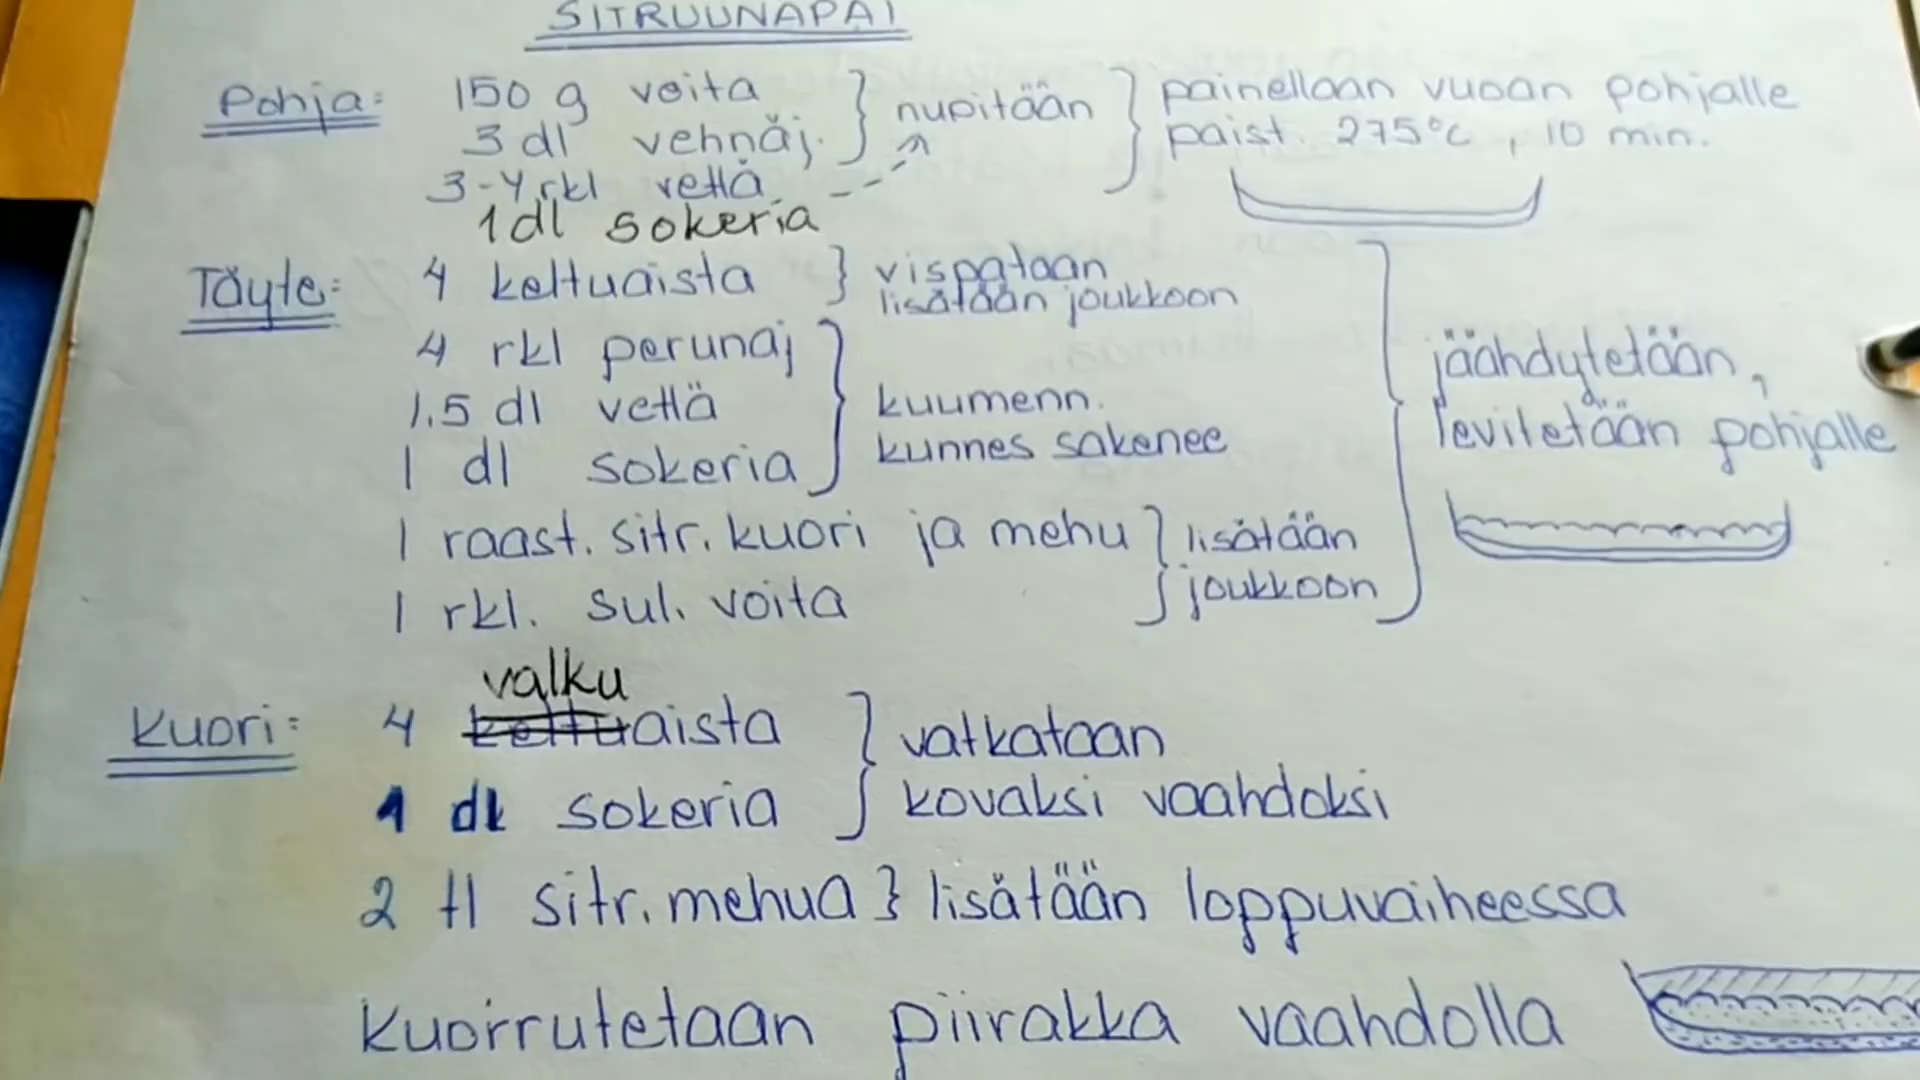 SITRUUNAPAI
Pohja: 150 g voita } nupitään } painellaan vuoan pohjalle
3 dl vehnäj. paist. 275°C, 10 min.
3-4 rkl vettä
1 dl sokeria
Täyte: 4 keltuaista } vispataan
lisätään joukkoon
4 rkl perunaj
1.5 dl vettä } kuumenn.
1 dl sokeria kunnes sakenee
jäähdytetään,
levitetään pohjalle
1 raast. sitr. kuori ja mehu } lisätään
1 rkl. sul. voita joukkoon
valku
Kuori: 4 keltuaista } vatkataan
1 dl sokeria kovaksi vaahdoksi
2 tl sitr. mehua } lisätään loppuvaiheessa
kuorrutetaan piirakka vaahdolla